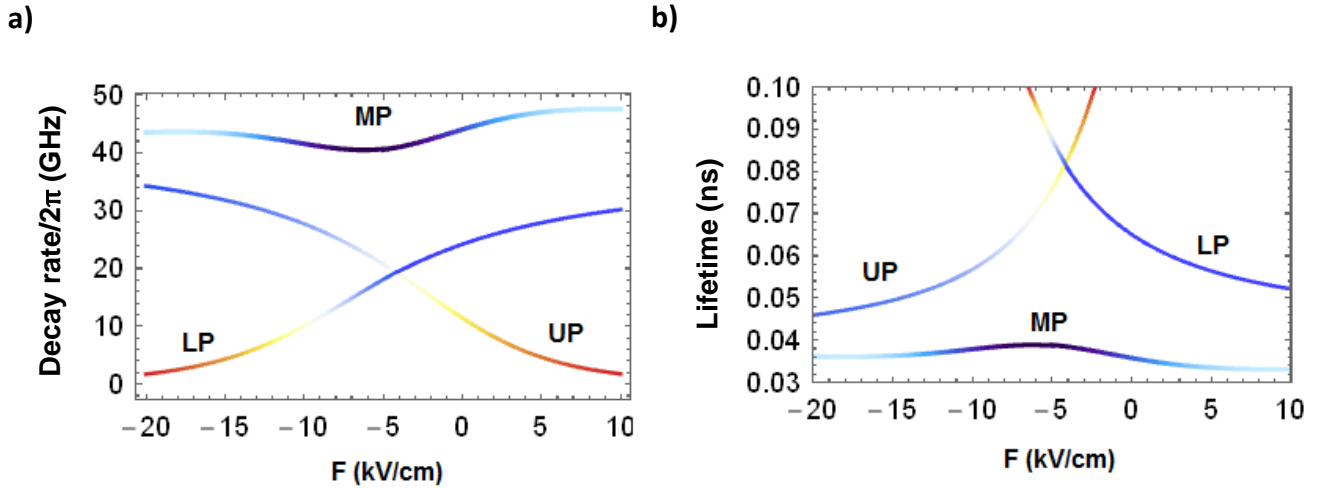 a)
b)
Decay rate/2π (GHz)
50
40
30
20
10
0
MP
LP
UP
−20 −15 −10 −5 0 5 10
F (kV/cm)
Lifetime (ns)
0.10
0.09
0.08
0.07
0.06
0.05
0.04
0.03
UP
LP
MP
−20 −15 −10 −5 0 5 10
F (kV/cm)